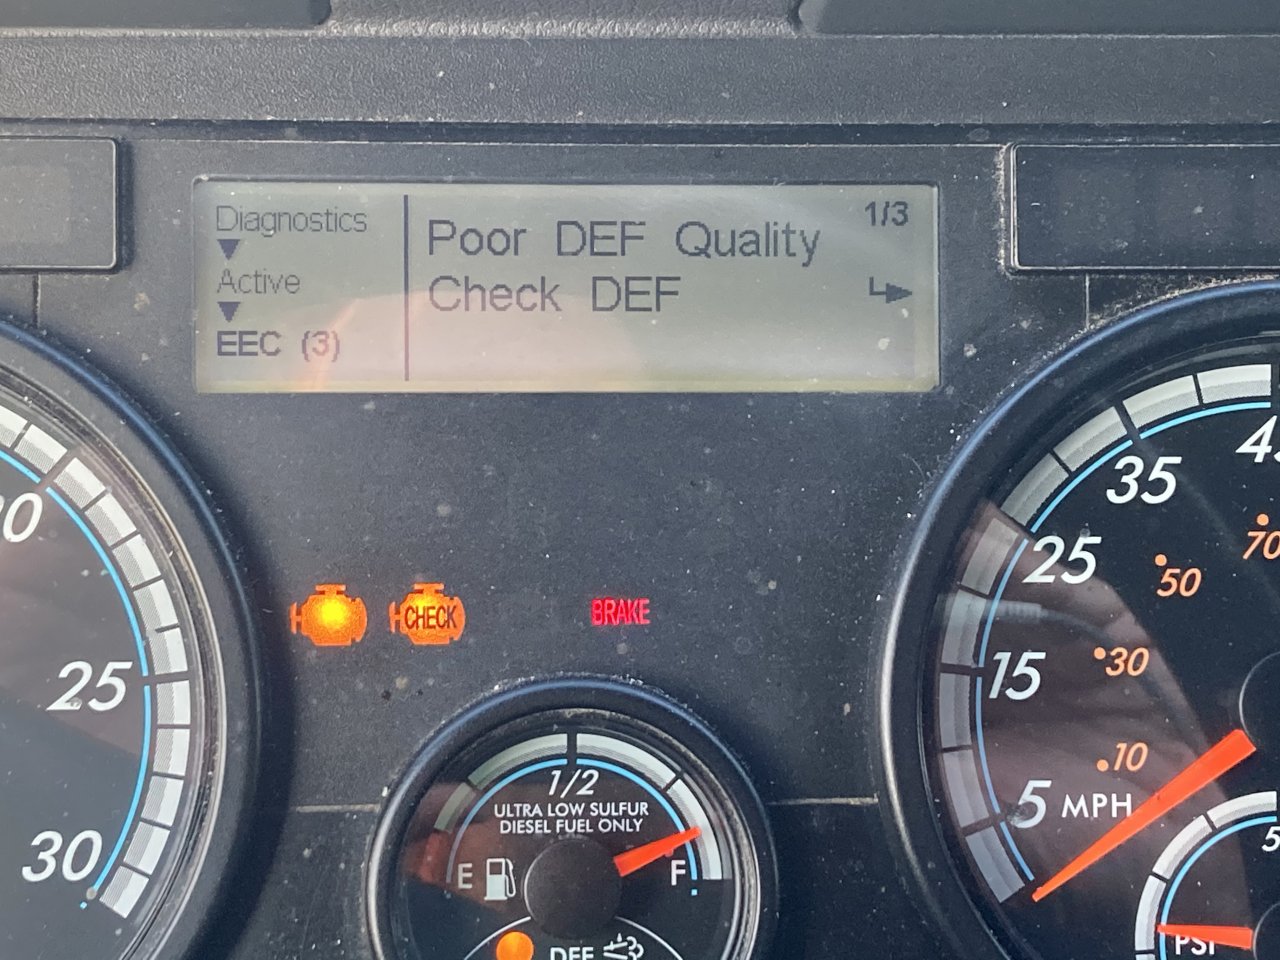 Diagnostics
Active
EEC (3)
Poor DEF Quality
Check DEF
1/3
CHECK
BRAKE
25
30
1/2
ULTRA LOW SULFUR
DIESEL FUEL ONLY
E
F
DEF
35
25
15
5 MPH
70
50
30
10
PSI